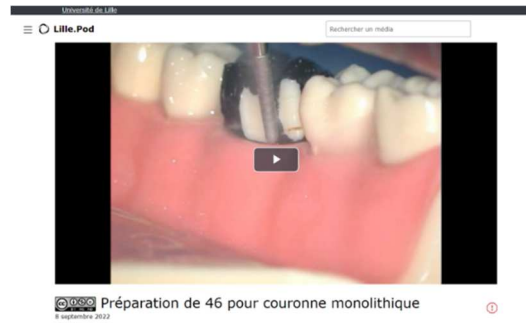 Université de Lille
Lille.Pod
Rechercher un média
Préparation de 46 pour couronne monolithique
8 septembre 2022